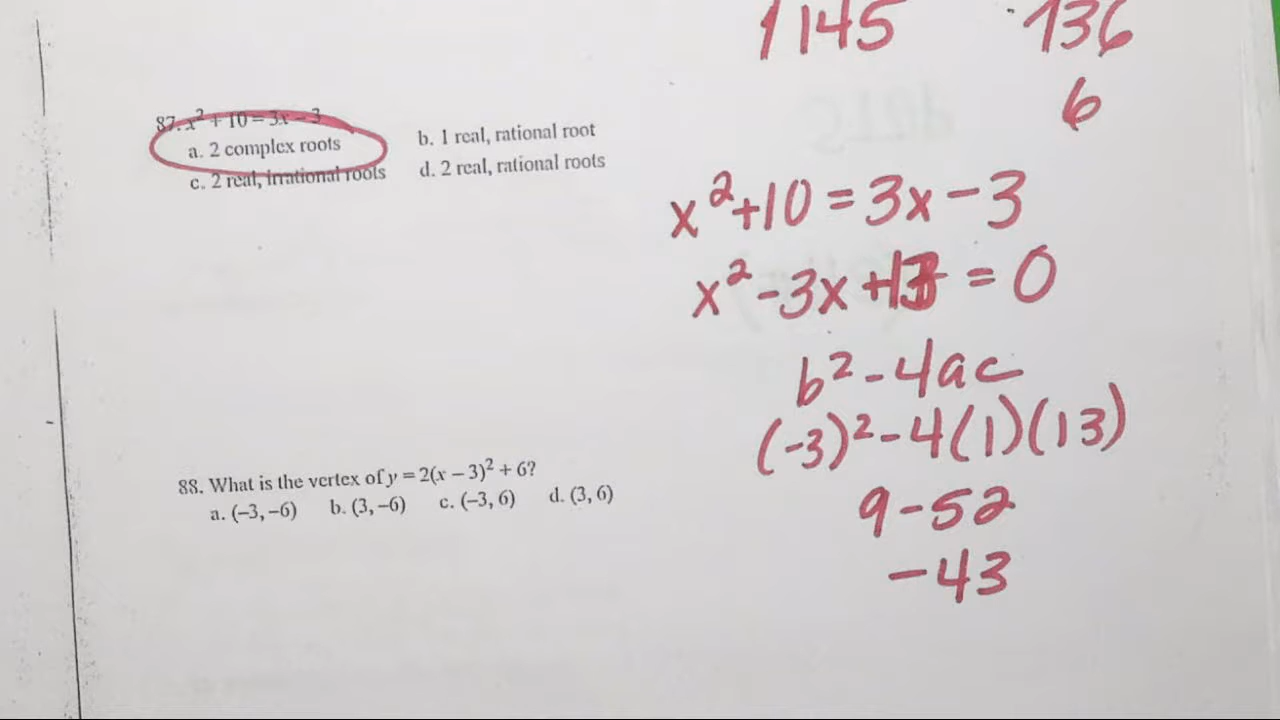 1145 136
6
87. x² + 10 = 3x – 3
a. 2 complex roots b. 1 real, rational root
c. 2 real, irrational roots d. 2 real, rational roots
x² + 10 = 3x – 3
x² - 3x + 13 = 0
b² - 4ac
(-3)² - 4(1)(13)
9 - 52
- 43
88. What is the vertex of y = 2(x – 3)² + 6?
a. (–3, –6) b. (3, –6) c. (–3, 6) d. (3, 6)